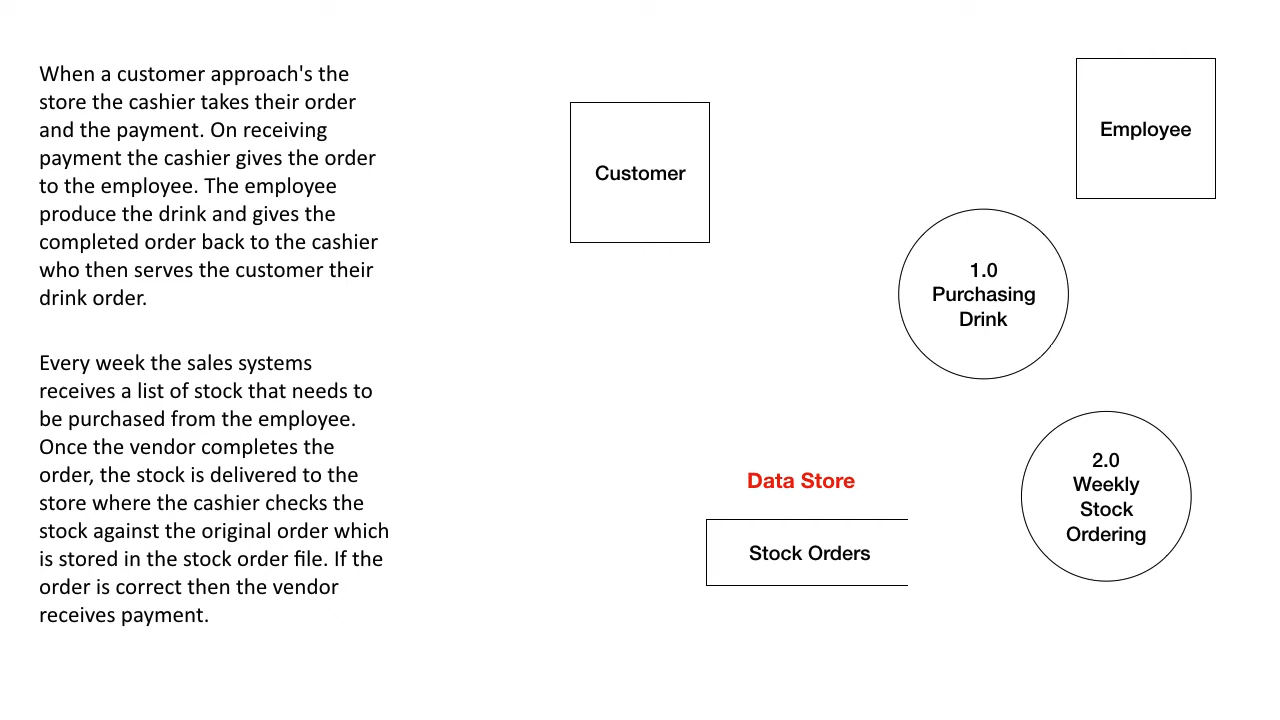 When a customer approach's the
store the cashier takes their order
and the payment. On receiving
payment the cashier gives the order
to the employee. The employee
produce the drink and gives the
completed order back to the cashier
who then serves the customer their
drink order.
Every week the sales systems
receives a list of stock that needs to
be purchased from the employee.
Once the vendor completes the
order, the stock is delivered to the
store where the cashier checks the
stock against the original order which
is stored in the stock order file. If the
order is correct then the vendor
receives payment.
Customer
Employee
1.0
Purchasing
Drink
Data Store
Stock Orders
2.0
Weekly
Stock
Ordering